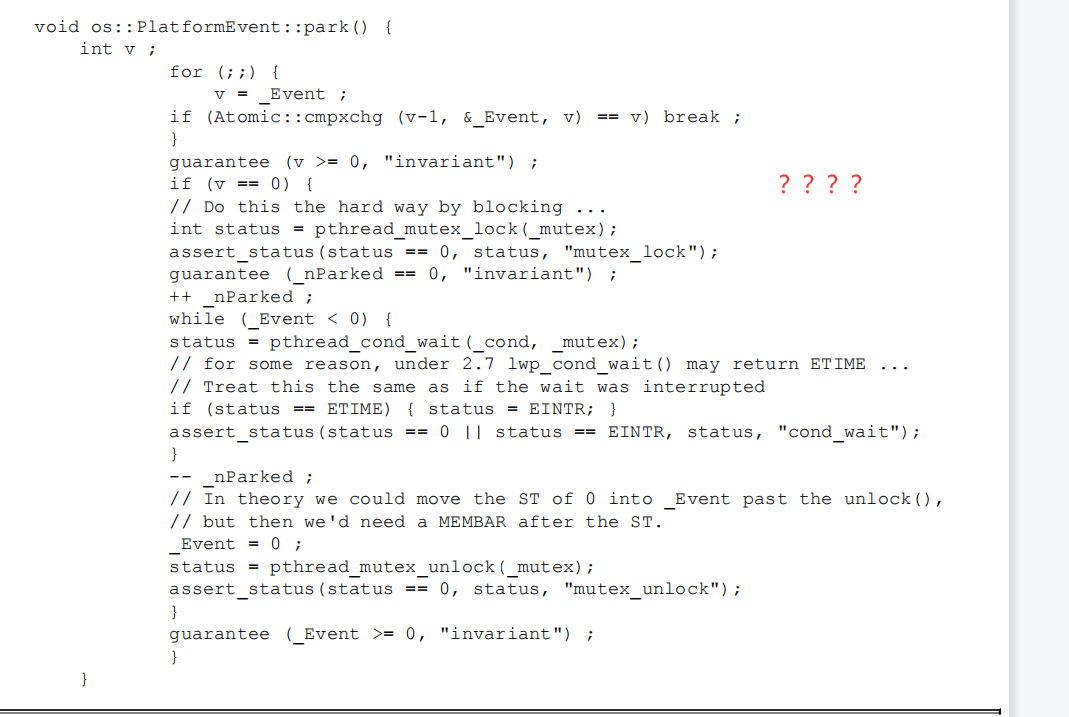 void os::PlatformEvent::park() {
int v ;
for (;;) {
v = _Event ;
if (Atomic::cmpxchg (v-1, &_Event, v) == v) break ;
}
guarantee (v >= 0, "invariant") ;
if (v == 0) {
????
// Do this the hard way by blocking ...
int status = pthread_mutex_lock(_mutex);
assert_status(status == 0, status, "mutex_lock");
guarantee (_nParked == 0, "invariant") ;
++ _nParked ;
while (_Event < 0) {
status = pthread_cond_wait(_cond, _mutex);
// for some reason, under 2.7 lwp_cond_wait() may return ETIME ...
// Treat this the same as if the wait was interrupted
if (status == ETIME) { status = EINTR; }
assert_status(status == 0 || status == EINTR, status, "cond_wait");
}
-- _nParked ;
// In theory we could move the ST of 0 into _Event past the unlock(),
// but then we'd need a MEMBAR after the ST.
_Event = 0 ;
status = pthread_mutex_unlock(_mutex);
assert_status(status == 0, status, "mutex_unlock");
}
guarantee (_Event >= 0, "invariant") ;
}
}